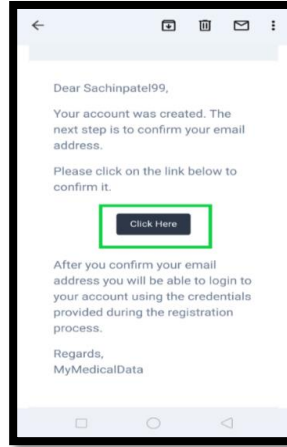 Dear Sachinpatel99,
Your account was created. The
next step is to confirm your email
address.
Please click on the link below to
confirm it.
Click Here
After you confirm your email
address you will be able to login to
your account using the credentials
provided during the registration
process.
Regards,
MyMedicalData